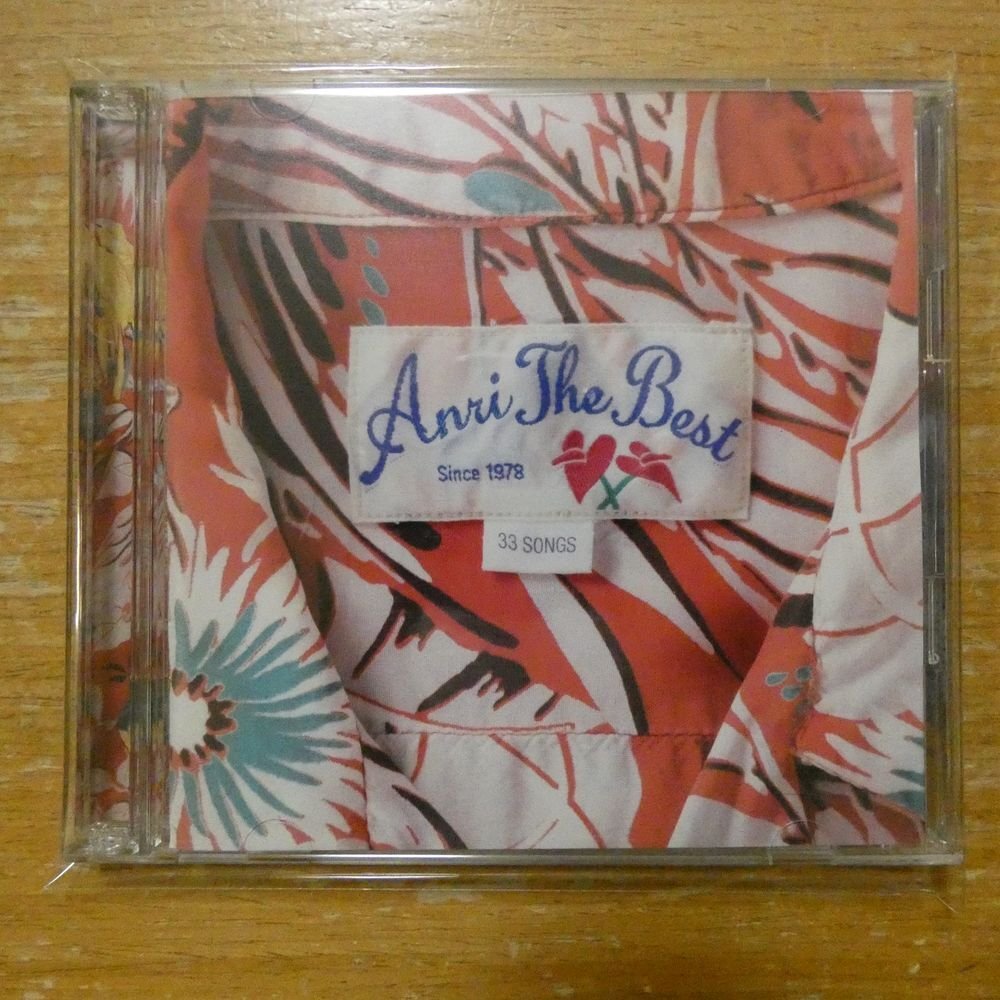 Anri The Best
Since 1978
33 SONGS